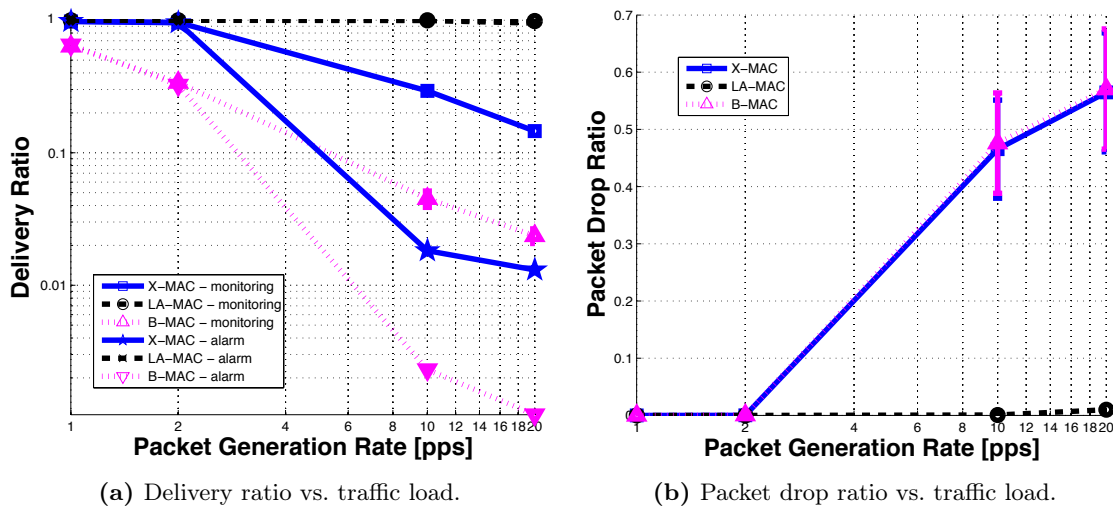 1
0.1
0.01
Delivery Ratio
X−MAC − monitoring
LA−MAC − monitoring
B−MAC − monitoring
X−MAC − alarm
LA−MAC − alarm
B−MAC − alarm
1 2 4 6 8 10 12 14 16 18 20
Packet Generation Rate [pps]
(a) Delivery ratio vs. traffic load.
0.7
0.6
0.5
0.4
0.3
0.2
0.1
0
Packet Drop Ratio
X−MAC
LA−MAC
B−MAC
1 2 4 6 8 10 12 14 16 18 20
Packet Generation Rate [pps]
(b) Packet drop ratio vs. traffic load.